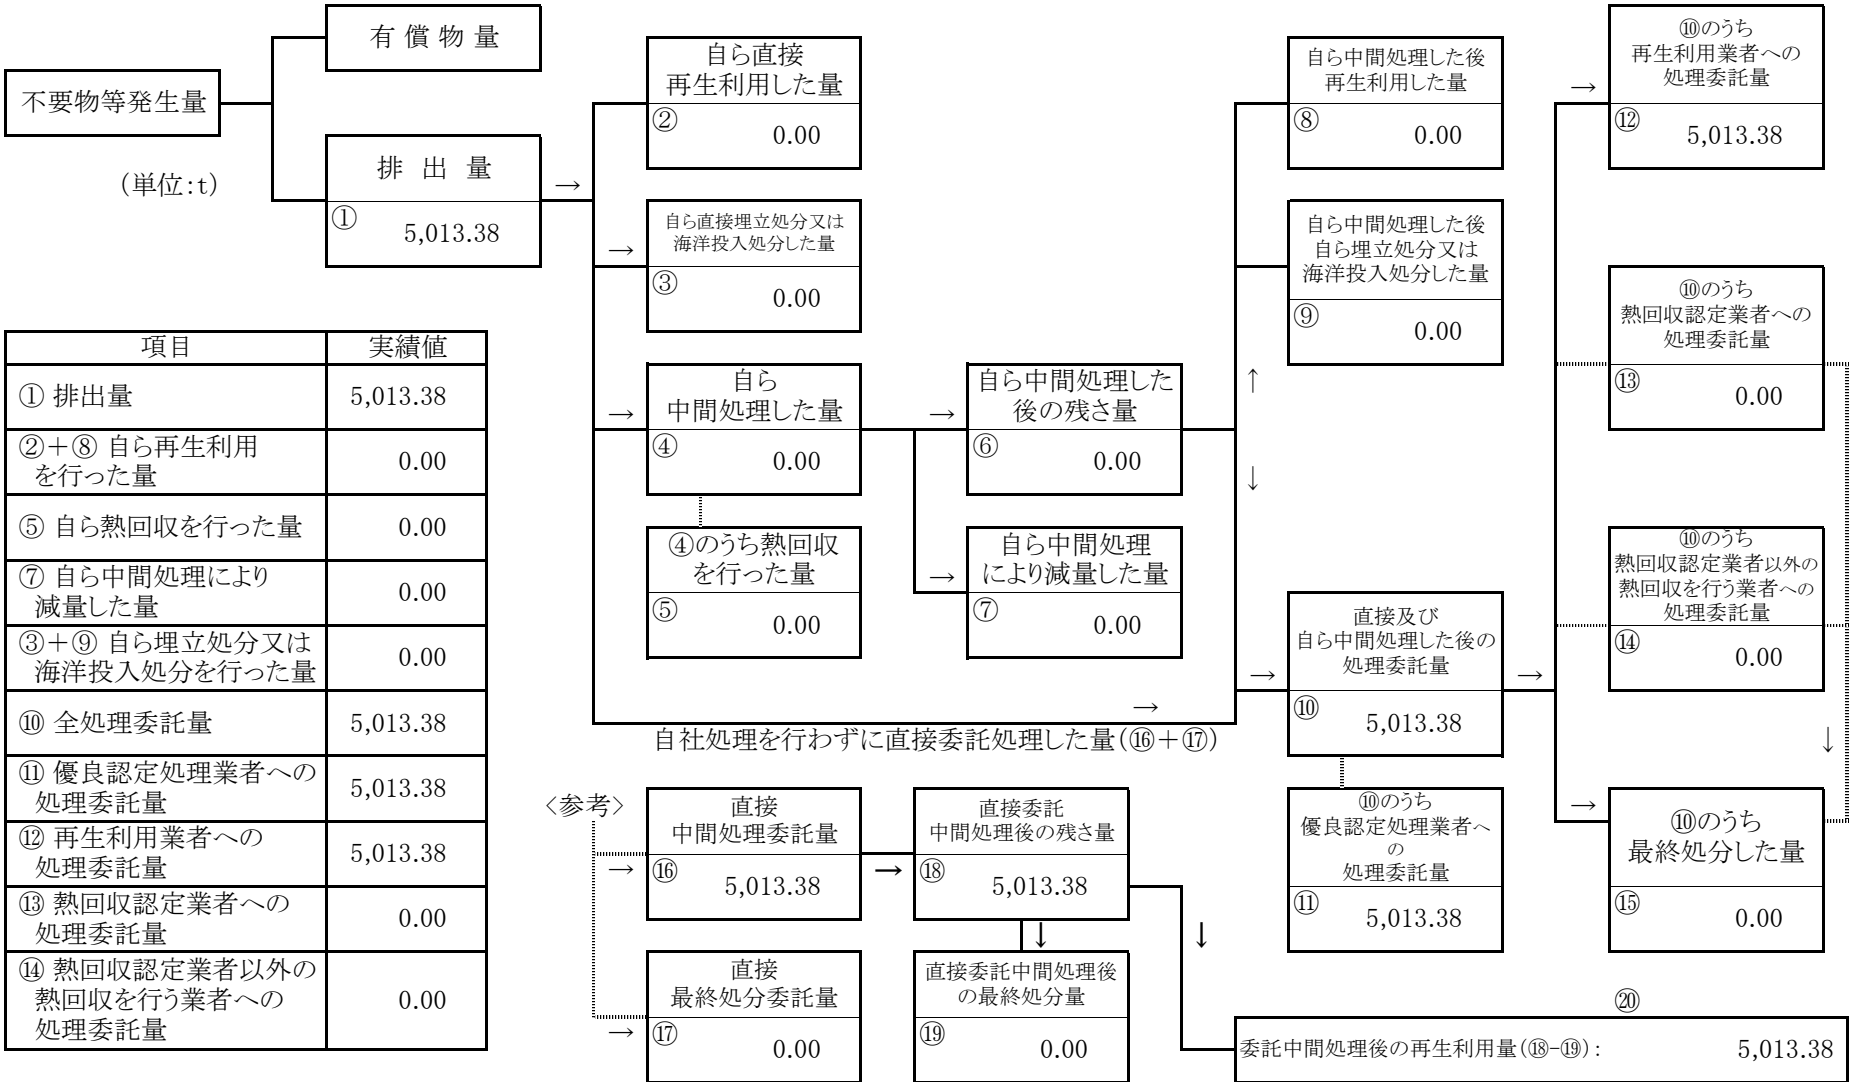 不要物等発生量
(単位:t)
有 償 物 量
排 出 量
① 5,013.38
→
自ら直接
再生利用した量
② 0.00
→
自ら直接埋立処分又は
海洋投入処分した量
③ 0.00
→
自ら
中間処理した量
④ 0.00
④のうち熱回収
を行った量
⑤ 0.00
→
自ら中間処理した
後の残さ量
⑥ 0.00
→
自ら中間処理
により減量した量
⑦ 0.00
→
自社処理を行わずに直接委託処理した量(⑯+⑰)
自ら中間処理した後
再生利用した量
⑧ 0.00
自ら中間処理した後
自ら埋立処分又は
海洋投入処分した量
⑨ 0.00
↑
↓
→
直接及び
自ら中間処理した後の
処理委託量
⑩ 5,013.38
→
⑩のうち
優良認定処理業者へ
の
処理委託量
⑪ 5,013.38
→
⑩のうち
再生利用業者への
処理委託量
⑫ 5,013.38
⑩のうち
熱回収認定業者への
処理委託量
⑬ 0.00
⑩のうち
熱回収認定業者以外の
熱回収を行う業者への
処理委託量
⑭ 0.00
↓
→
⑩のうち
最終処分した量
⑮ 0.00
項目 実績値
① 排出量 5,013.38
②+⑧ 自ら再生利用
を行った量 0.00
⑤ 自ら熱回収を行った量 0.00
⑦ 自ら中間処理により
減量した量 0.00
③+⑨ 自ら埋立処分又は
海洋投入処分を行った量 0.00
⑩ 全処理委託量 5,013.38
⑪ 優良認定処理業者への
処理委託量 5,013.38
⑫ 再生利用業者への
処理委託量 5,013.38
⑬ 熱回収認定業者への
処理委託量 0.00
⑭ 熱回収認定業者以外の
熱回収を行う業者への
処理委託量 0.00
<参考>
→
直接
中間処理委託量
⑯ 5,013.38
→
直接委託
中間処理後の残さ量
⑱ 5,013.38
↓
↓
→
直接
最終処分委託量
⑰ 0.00
直接委託中間処理後
の最終処分量
⑲ 0.00
⑳
委託中間処理後の再生利用量(⑱-⑲): 5,013.38